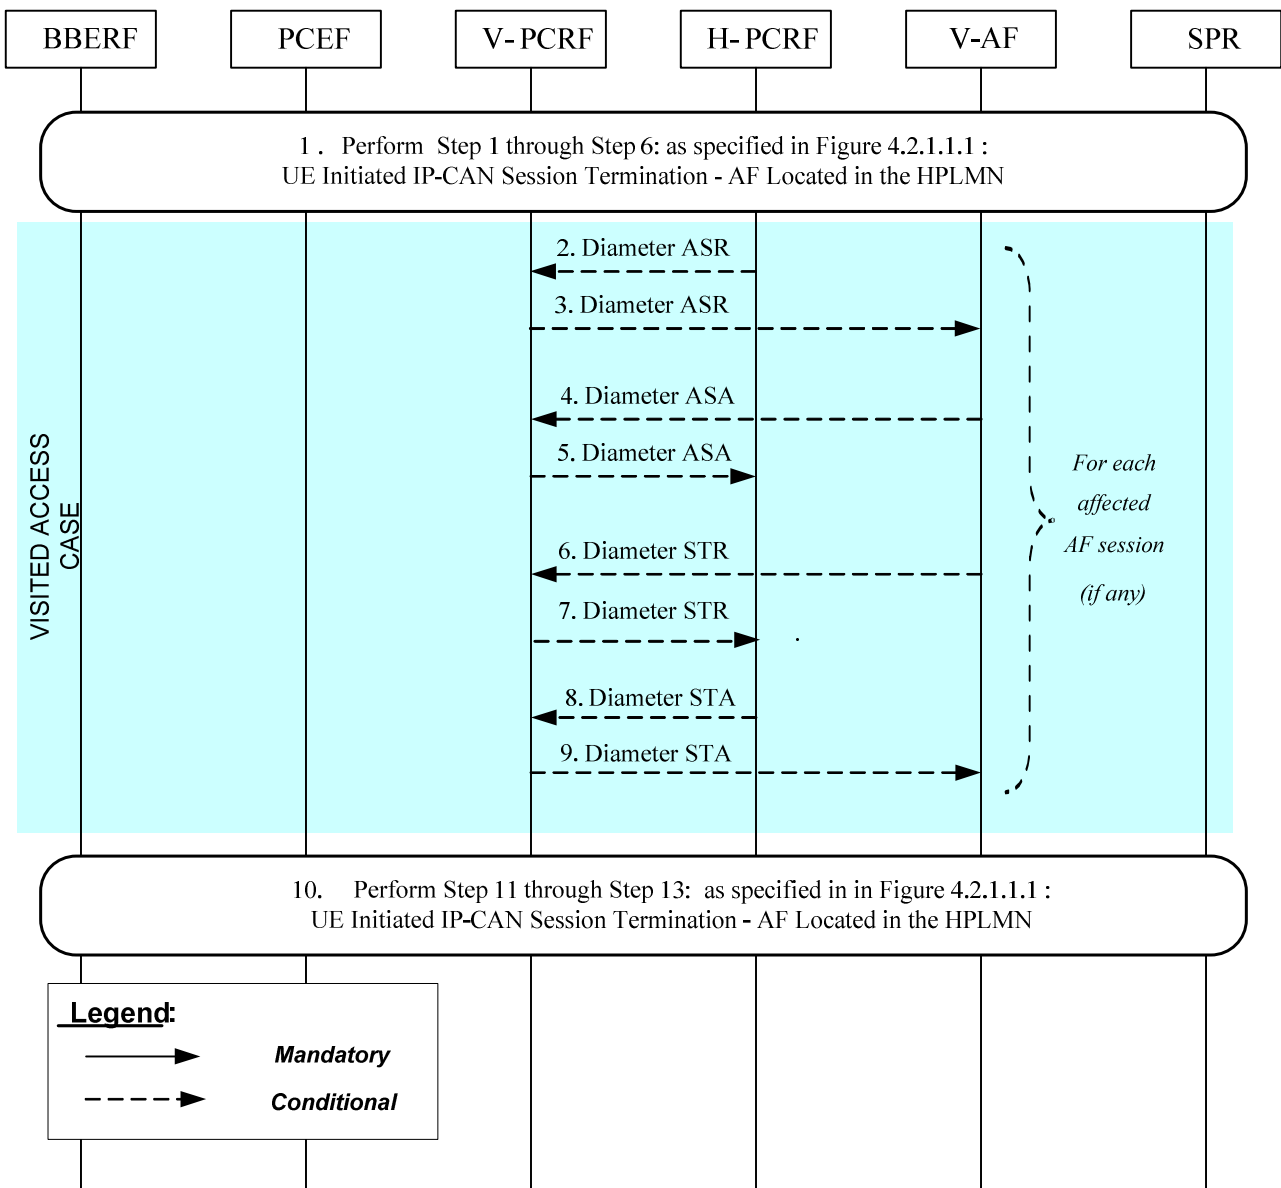 BBERF
PCEF
V-PCRF
H-PCRF
V-AF
SPR
1 . Perform Step 1 through Step 6: as specified in Figure 4.2.1.1.1 :
UE Initiated IP-CAN Session Termination - AF Located in the HPLMN
2. Diameter ASR
3. Diameter ASR
4. Diameter ASA
5. Diameter ASA
6. Diameter STR
7. Diameter STR
8. Diameter STA
9. Diameter STA
VISITED ACCESS
CASE
For each
affected
AF session
(if any)
10. Perform Step 11 through Step 13: as specified in in Figure 4.2.1.1.1 :
UE Initiated IP-CAN Session Termination - AF Located in the HPLMN
Legend:
Mandatory
Conditional